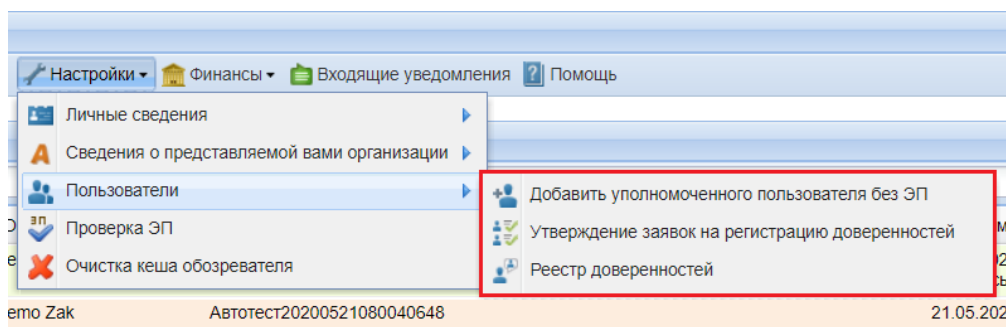 Настройки Финансы Входящие уведомления Помощь
Личные сведения
Сведения о представляемой вами организации
Пользователи
Добавить уполномоченного пользователя без ЭП
ЭП Проверка ЭП
Утверждение заявок на регистрацию доверенностей
Очистка кеша обозревателя
Реестр доверенностей
emo Zak Автотест20200521080040648 21.05.202